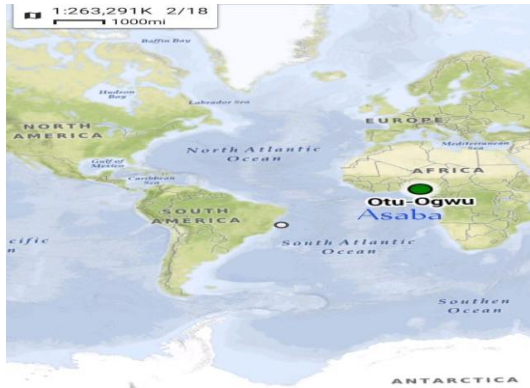 1:263,291K 2/18
1000mi
Baffin Bay
Hudson
Bay
Labrador Sea
NORTH
AMERICA
EUROPE
North Atlantic
Ocean
Mediterranean
Sea
Gulf of
Mexico
Caribbean
Sea
AFRICA
Otu-Ogwu
Asaba
SOUTH
AMERICA
cific
n
South Atlantic
Ocean
Southen
Ocean
ANTARCTICA